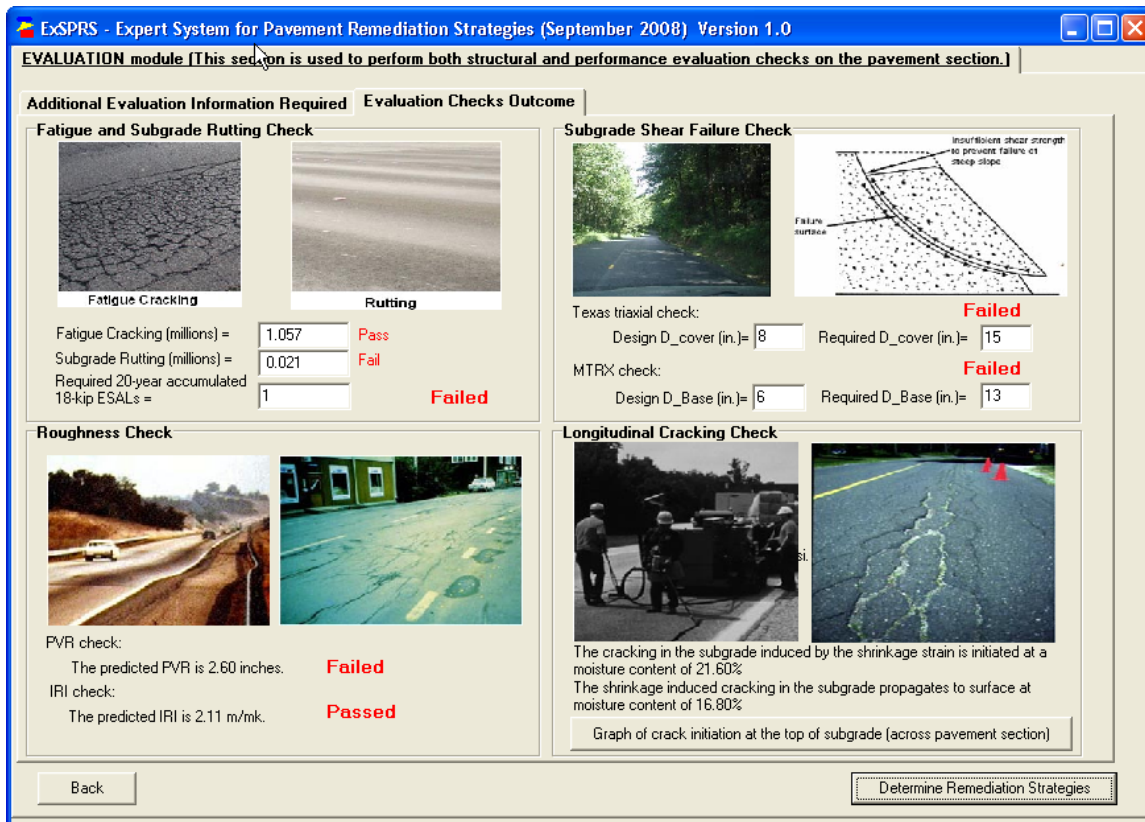 ExSPRS - Expert System for Pavement Remediation Strategies (September 2008) Version 1.0
EVALUATION module (This section is used to perform both structural and performance evaluation checks on the pavement section.)
Additional Evaluation Information Required
Evaluation Checks Outcome
Fatigue and Subgrade Rutting Check
Fatigue Cracking
Rutting
Fatigue Cracking (millions) = 1.057 Pass
Subgrade Rutting (millions) = 0.021 Fail
Required 20-year accumulated
18-kip ESALs = 1 Failed
Subgrade Shear Failure Check
Insufficient shear strength
to prevent failure of
steep slope
Failure
surface
Texas triaxial check: Failed
Design D_cover (in.)= 8 Required D_cover (in.)= 15
MTRX check: Failed
Design D_Base (in.)= 6 Required D_Base (in.)= 13
Roughness Check
PVR check:
The predicted PVR is 2.60 inches. Failed
IRI check:
The predicted IRI is 2.11 m/mk. Passed
Longitudinal Cracking Check
si.
The cracking in the subgrade induced by the shrinkage strain is initiated at a
moisture content of 21.60%
The shrinkage induced cracking in the subgrade propagates to surface at
moisture content of 16.80%
Graph of crack initiation at the top of subgrade (across pavement section)
Back
Determine Remediation Strategies